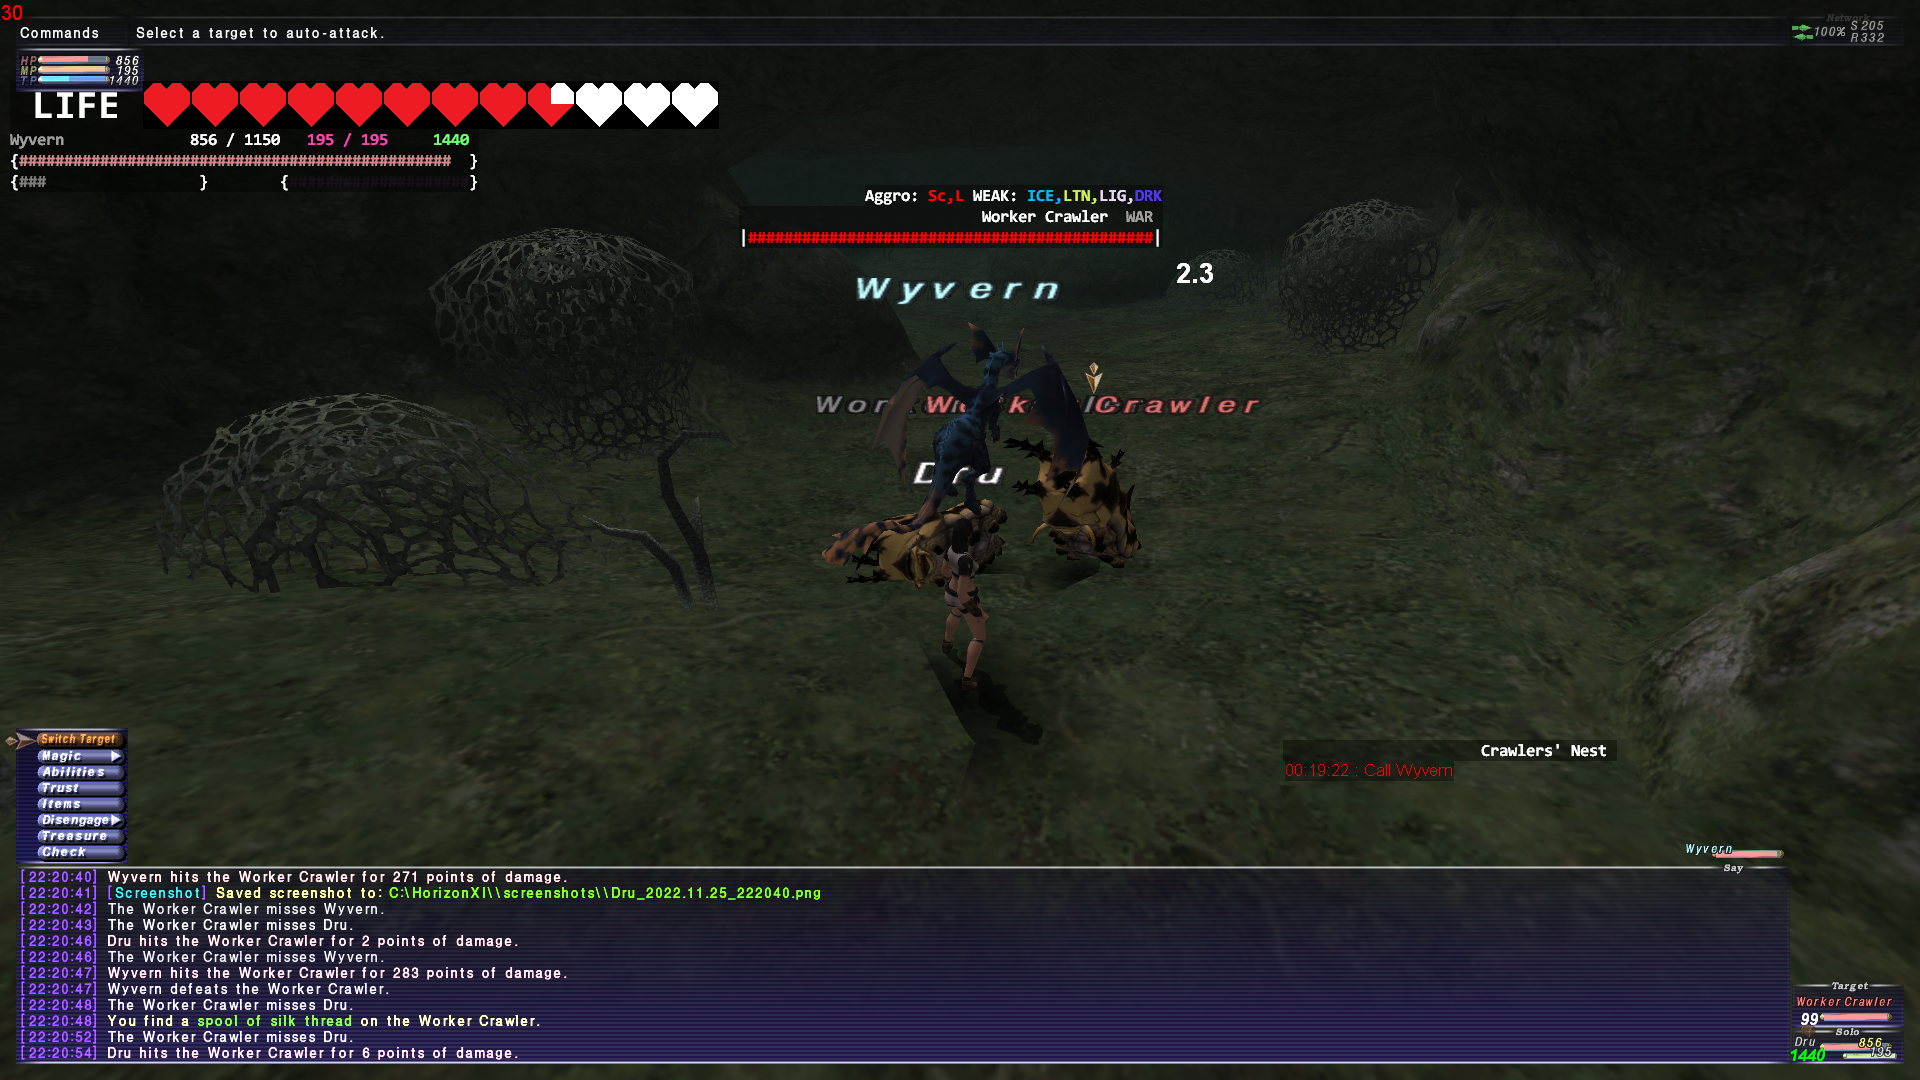 30
Commands Select a target to auto-attack.
Network
100% S 205
R 332
HP 856
MP 195
TP 1440
LIFE
Wyvern 856 / 1150 195 / 195 1440
{################################################ }
{### } { }
Aggro: Sc,L WEAK: ICE,LTN,LIG,DRK
Worker Crawler WAR
|#############################################|
2.3
Wyvern
Crawler
Dru
Switch Target
Magic
Abilities
Trust
Items
Disengage
Treasure
Check
Crawlers' Nest
00:19:22 : Call Wyvern
Wyvern
Say
[22:20:40] Wyvern hits the Worker Crawler for 271 points of damage.
[22:20:41] [Screenshot] Saved screenshot to: C:\HorizonXI\\screenshots\\Dru_2022.11.25_222040.png
[22:20:42] The Worker Crawler misses Wyvern.
[22:20:43] The Worker Crawler misses Dru.
[22:20:46] Dru hits the Worker Crawler for 2 points of damage.
[22:20:46] The Worker Crawler misses Wyvern.
[22:20:47] Wyvern hits the Worker Crawler for 283 points of damage.
[22:20:47] Wyvern defeats the Worker Crawler.
[22:20:48] The Worker Crawler misses Dru.
[22:20:48] You find a spool of silk thread on the Worker Crawler.
[22:20:52] The Worker Crawler misses Dru.
[22:20:54] Dru hits the Worker Crawler for 6 points of damage.
Target
Worker Crawler
99
Solo
Dru 856
1440 195